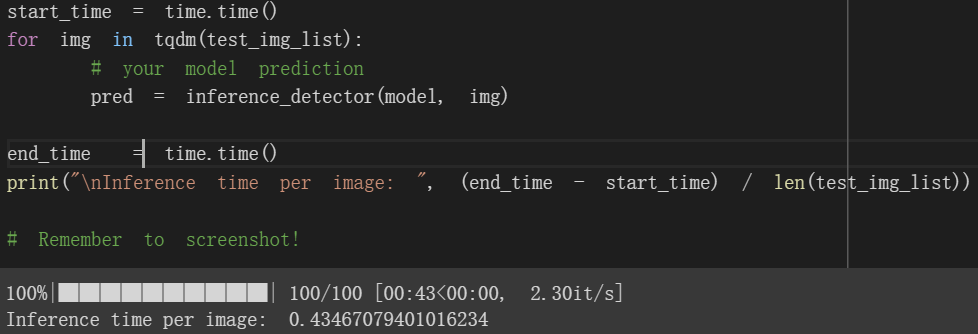 start_time = time.time()
for img in tqdm(test_img_list):
# your model prediction
pred = inference_detector(model, img)
end_time = time.time()
print("\nInference time per image: ", (end_time - start_time) / len(test_img_list))
# Remember to screenshot!
100%|██████████| 100/100 [00:43<00:00, 2.30it/s]
Inference time per image: 0.43467079401016234